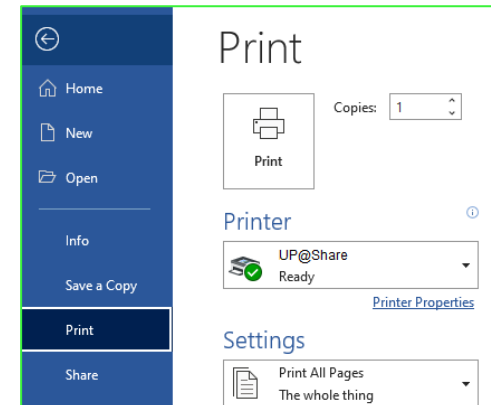 Print
Home
New
Open
Info
Save a Copy
Print
Share
Copies: 1
Print
Printer
UP@Share
Ready
Printer Properties
Settings
Print All Pages
The whole thing